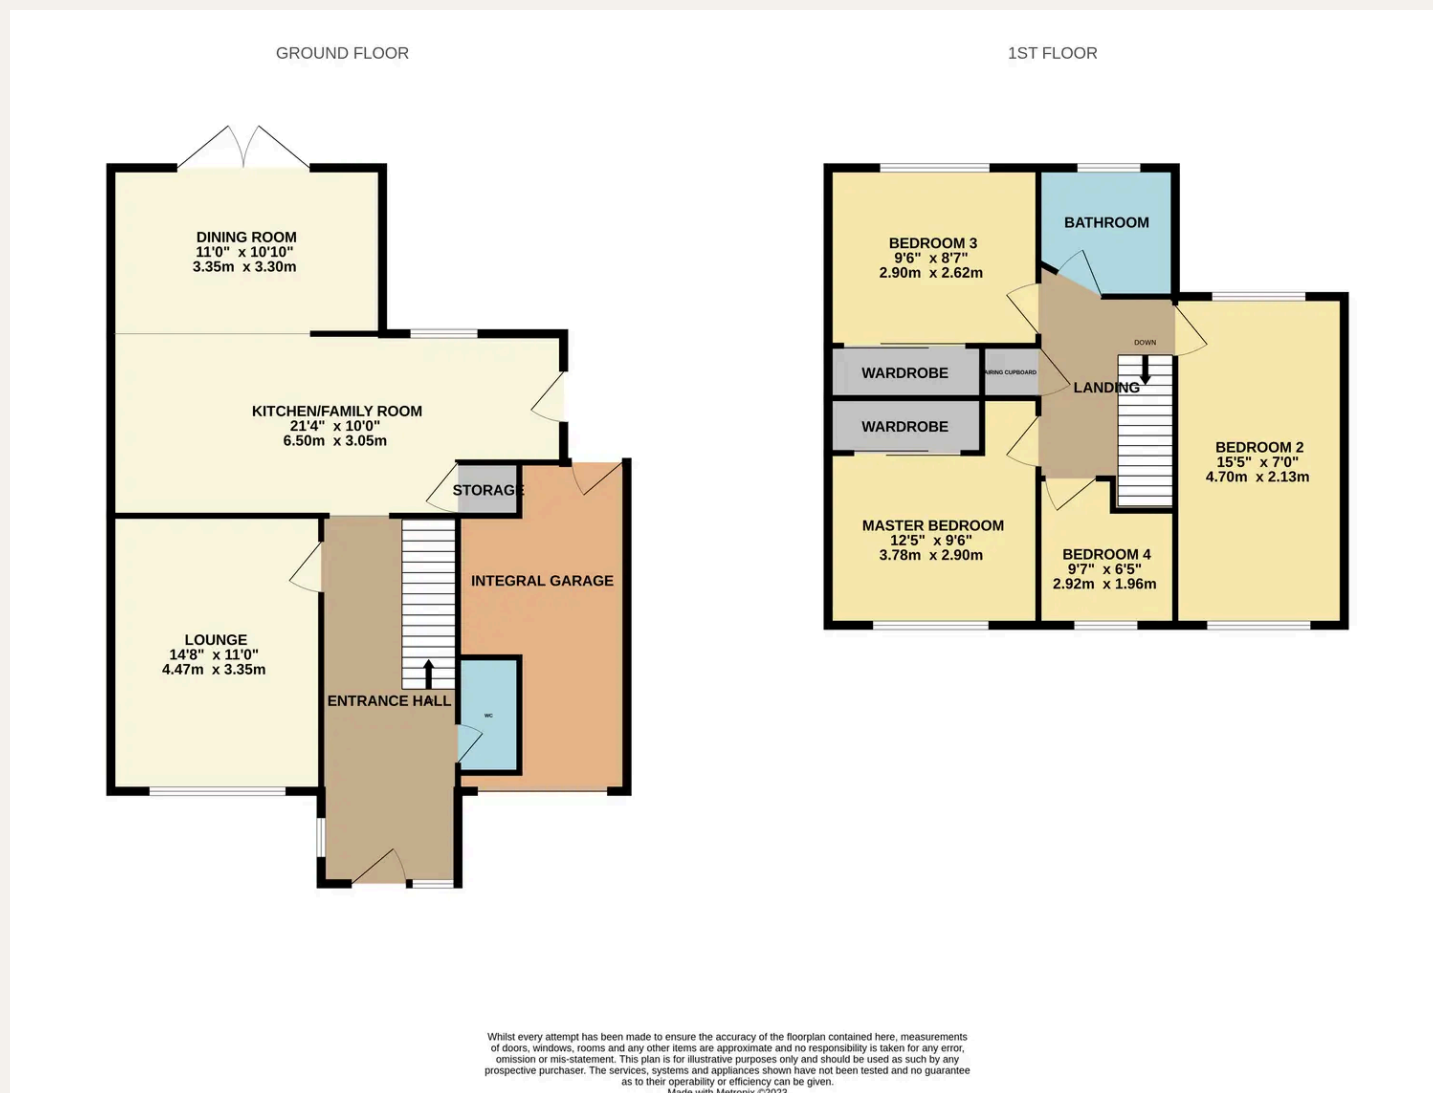 GROUND FLOOR
1ST FLOOR
DINING ROOM
11'0" x 10'10"
3.35m x 3.30m
KITCHEN/FAMILY ROOM
21'4" x 10'0"
6.50m x 3.05m
STORAGE
INTEGRAL GARAGE
LOUNGE
14'8" x 11'0"
4.47m x 3.35m
ENTRANCE HALL
WC
BEDROOM 3
9'6" x 8'7"
2.90m x 2.62m
BATHROOM
WARDROBE
AIRING CUPBOARD
DOWN
LANDING
WARDROBE
BEDROOM 2
15'5" x 7'0"
4.70m x 2.13m
MASTER BEDROOM
12'5" x 9'6"
3.78m x 2.90m
BEDROOM 4
9'7" x 6'5"
2.92m x 1.96m
Whilst every attempt has been made to ensure the accuracy of the floorplan contained here, measurements
of doors, windows, rooms and any other items are approximate and no responsibility is taken for any error,
omission or mis-statement. This plan is for illustrative purposes only and should be used as such by any
prospective purchaser. The services, systems and appliances shown have not been tested and no guarantee
as to their operability or efficiency can be given.
Made with Metropix ©2023